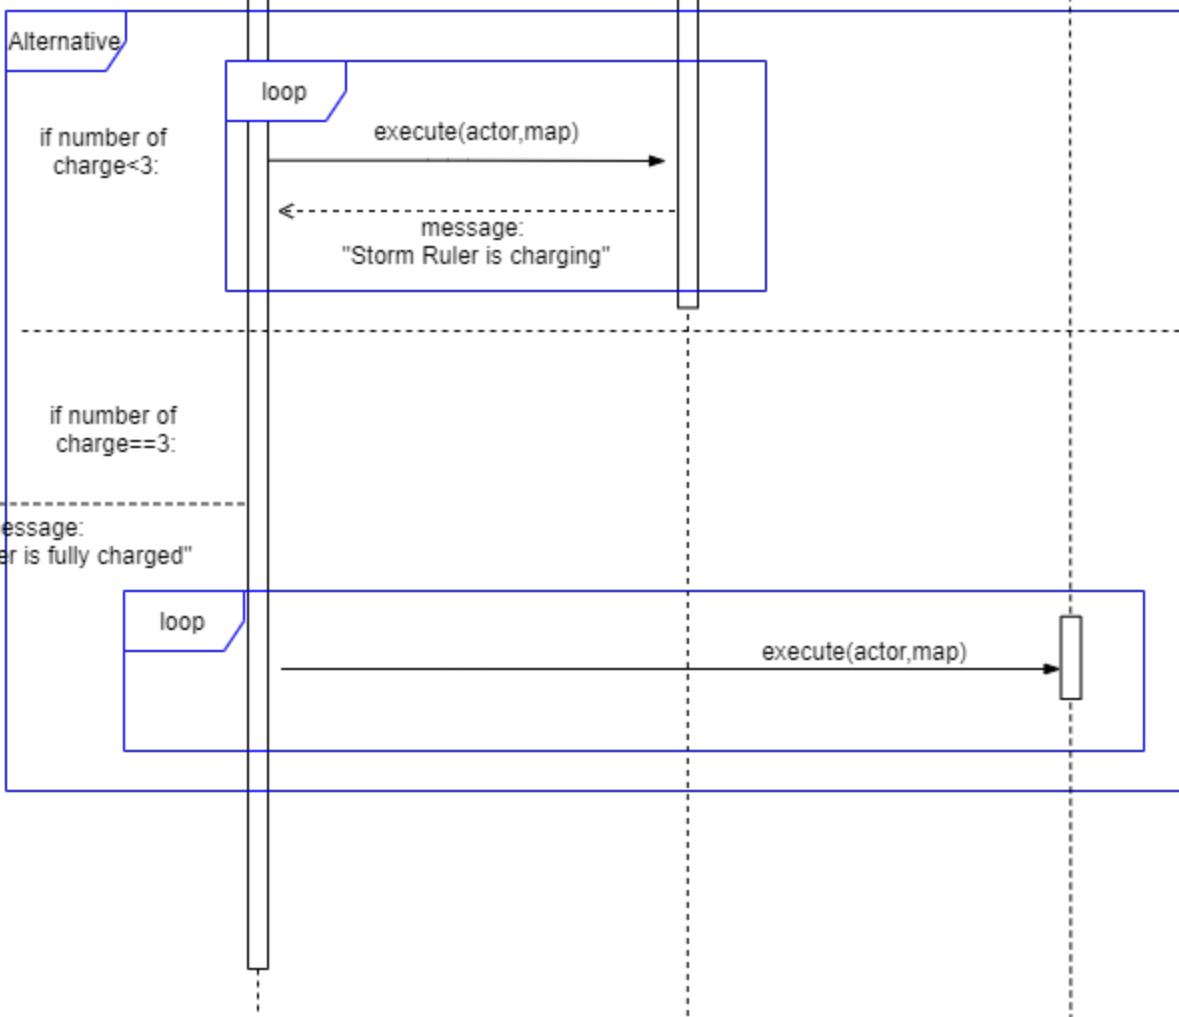 Alternative
loop
execute(actor,map)
if number of
charge<3:
message:
"Storm Ruler is charging"
if number of
charge==3:
essage:
er is fully charged"
loop
execute(actor,map)